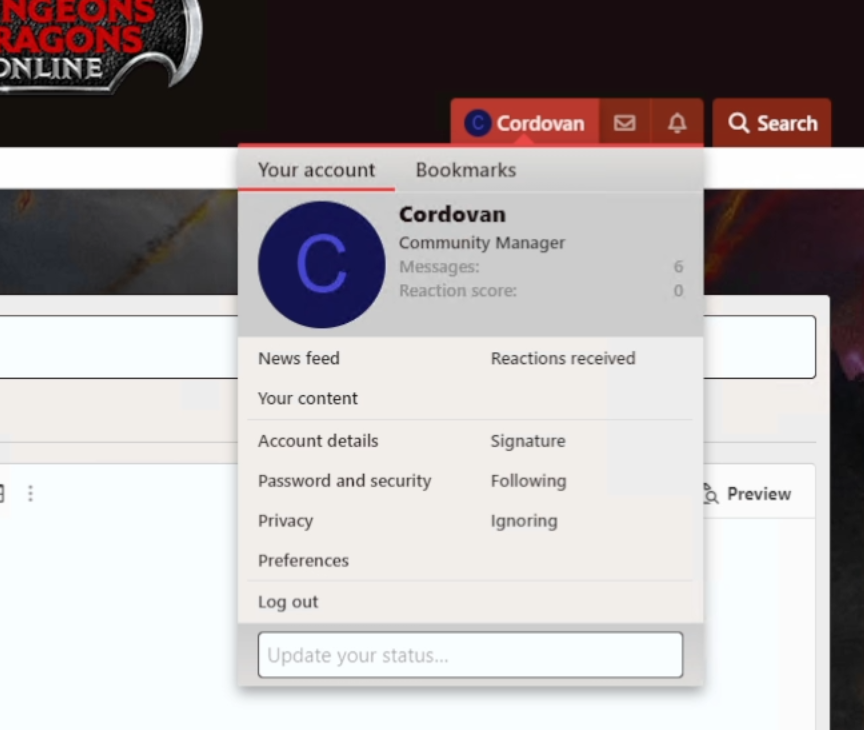 NGEONS
RAGONS
ONLINE
C Cordovan
Search
Your account Bookmarks
C
Cordovan
Community Manager
Messages: 6
Reaction score: 0
News feed Reactions received
Your content
Account details Signature
Password and security Following
Privacy Ignoring
Preferences
Log out
Update your status...
Preview